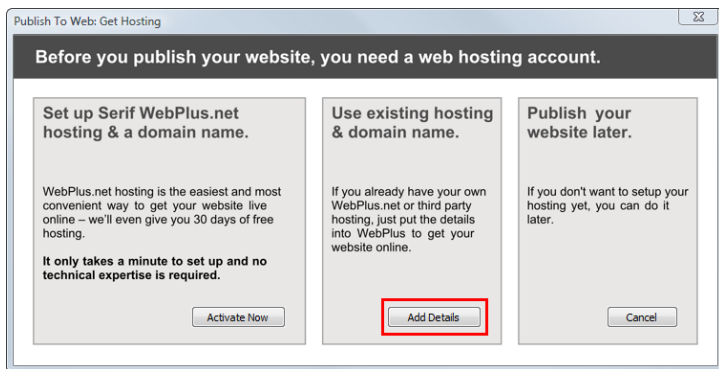 Publish To Web: Get Hosting
Before you publish your website, you need a web hosting account.
Set up Serif WebPlus.net
hosting & a domain name.
WebPlus.net hosting is the easiest and most
convenient way to get your website live
online – we'll even give you 30 days of free
hosting.
It only takes a minute to set up and no
technical expertise is required.
Activate Now
Use existing hosting
& domain name.
If you already have your own
WebPlus.net or third party
hosting, just put the details
into WebPlus to get your
website online.
Add Details
Publish your
website later.
If you don't want to setup your
hosting yet, you can do it
later.
Cancel